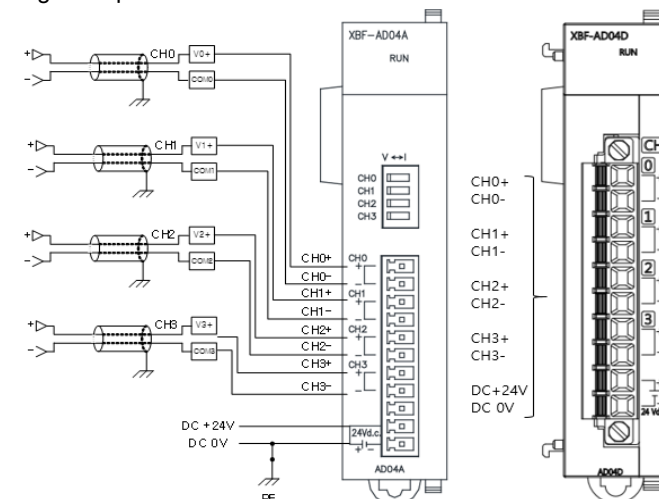 XBF-AD04A
RUN
V ↔ I
CH0
CH1
CH2
CH3
+
-
CH0
V0+
COM0
+
-
CH1
V1+
COM1
+
-
CH2
V2+
COM2
+
-
CH3
V3+
COM3
CH0+
CH0-
CH1+
CH1-
CH2+
CH2-
CH3+
CH3-
DC +24V
DC 0V
CH0
+
-
CH1
+
-
CH2
+
-
CH3
+
-
24Vd.c.
+ -
AD04A
CH0+
CH0-
CH1+
CH1-
CH2+
CH2-
CH3+
CH3-
DC+24V
DC 0V
XBF-AD04D
RUN
CH
0
1
2
3
AD04D